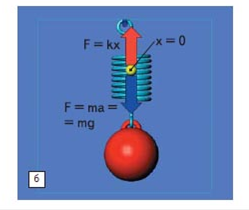 F = kx
x = 0
F = ma =
= mg
6